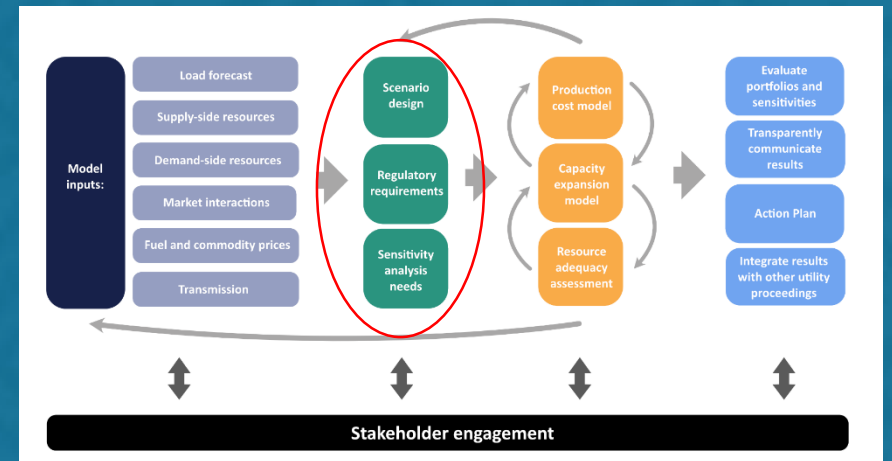 Model
inputs:
Load forecast
Supply-side resources
Demand-side resources
Market interactions
Fuel and commodity prices
Transmission
Scenario
design
Regulatory
requirements
Sensitivity
analysis
needs
Production
cost model
Capacity
expansion
model
Resource
adequacy
assessment
Evaluate
portfolios and
sensitivities
Transparently
communicate
results
Action Plan
Integrate results
with other utility
proceedings
Stakeholder engagement